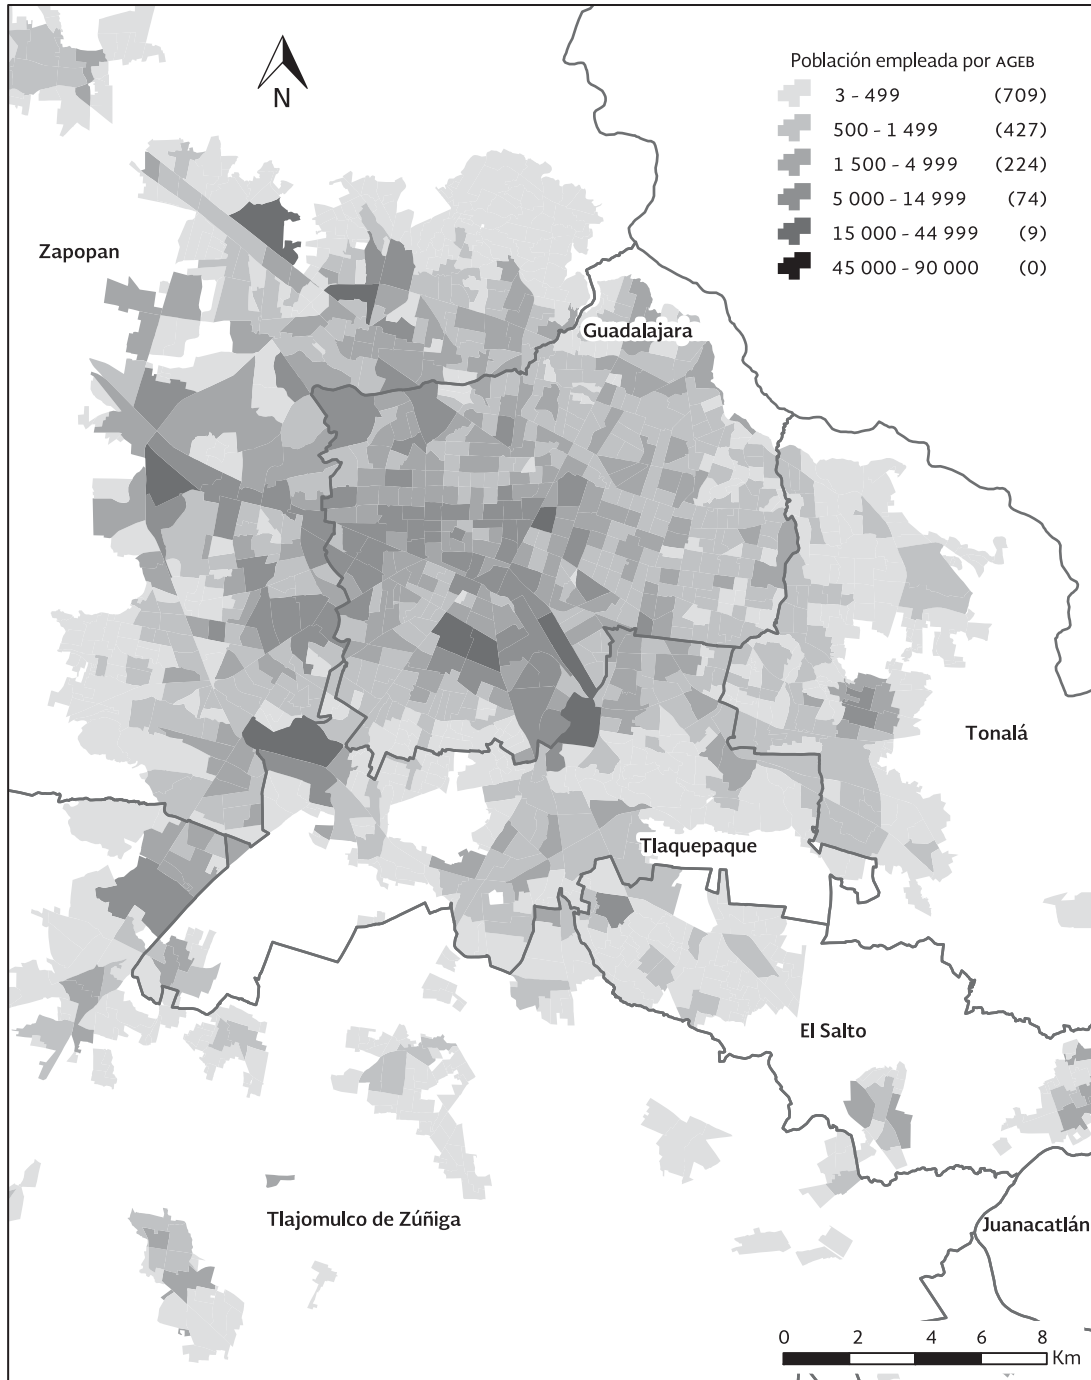 Población empleada por AGEB
3 - 499 (709)
500 - 1 499 (427)
1 500 - 4 999 (224)
5 000 - 14 999 (74)
15 000 - 44 999 (9)
45 000 - 90 000 (0)
N
Zapopan
Guadalajara
Tonalá
Tlaquepaque
El Salto
Tlajomulco de Zúñiga
Juanacatlán
0 2 4 6 8
Km